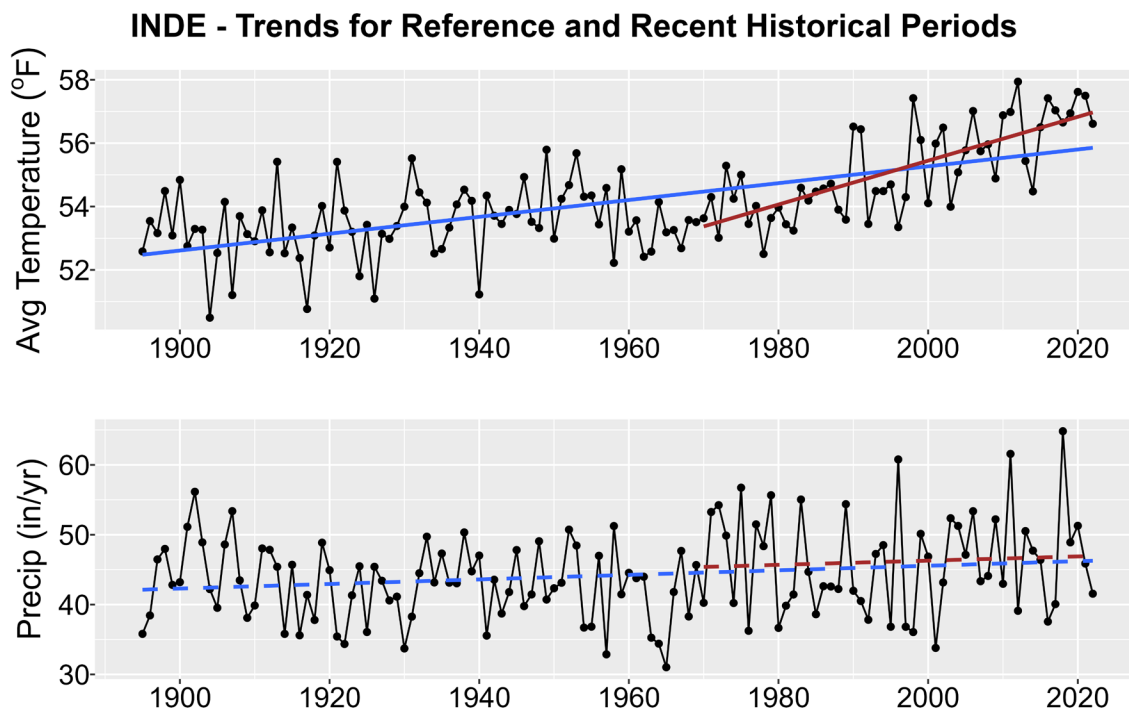 INDE - Trends for Reference and Recent Historical Periods
Avg Temperature (°F)
58
56
54
52
1900 1920 1940 1960 1980 2000 2020
Precip (in/yr)
60
50
40
30
1900 1920 1940 1960 1980 2000 2020